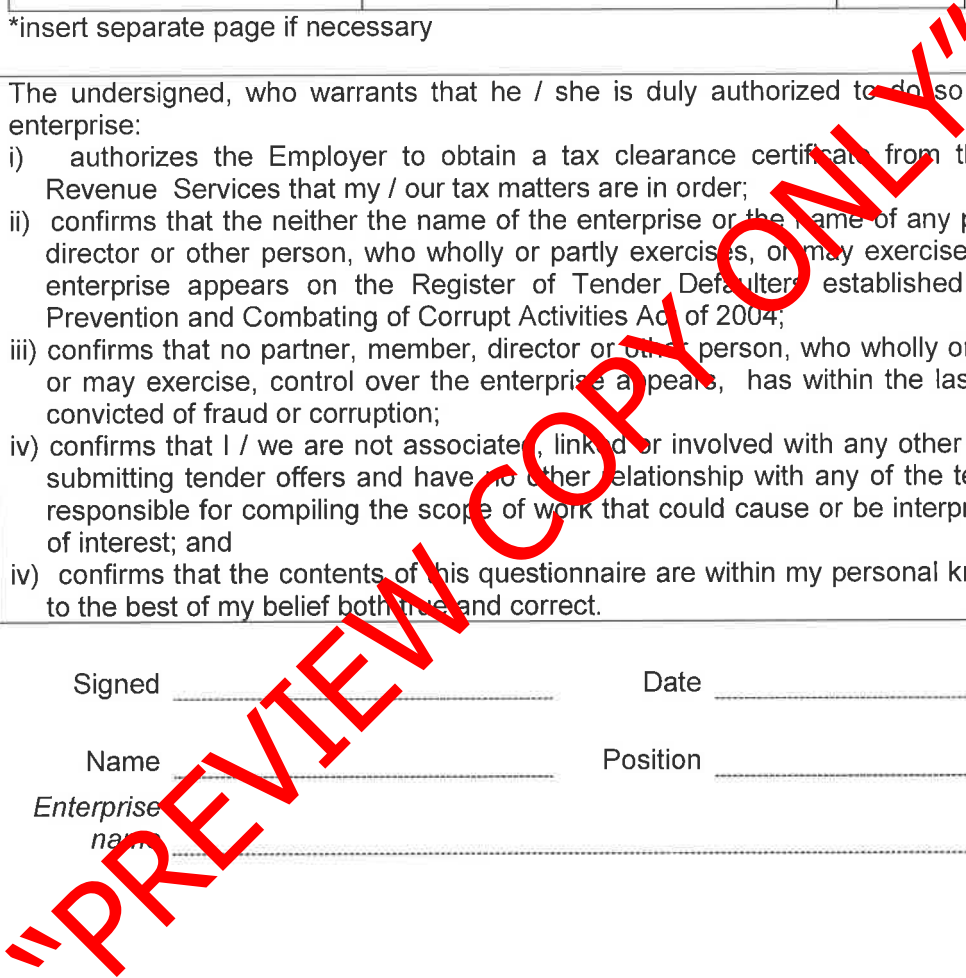 *insert separate page if necessary
The undersigned, who warrants that he / she is duly authorized to do so
enterprise:
i) authorizes the Employer to obtain a tax clearance certificate from
Revenue Services that my / our tax matters are in order;
ii) confirms that the neither the name of the enterprise or the name of any
director or other person, who wholly or partly exercises, or may exercise
enterprise appears on the Register of Tender Defaulters established
Prevention and Combating of Corrupt Activities Act of 2004;
iii) confirms that no partner, member, director or other person, who wholly
or may exercise, control over the enterprise appears, has within the
convicted of fraud or corruption;
iv) confirms that I / we are not associated, linked or involved with any other
submitting tender offers and have no other relationship with any of the
responsible for compiling the scope of work that could cause or be
of interest; and
iv) confirms that the contents of this questionnaire are within my personal
to the best of my belief both true and correct.
Signed Date
Name Position
Enterprise
name
"PREVIEW COPY ONLY"